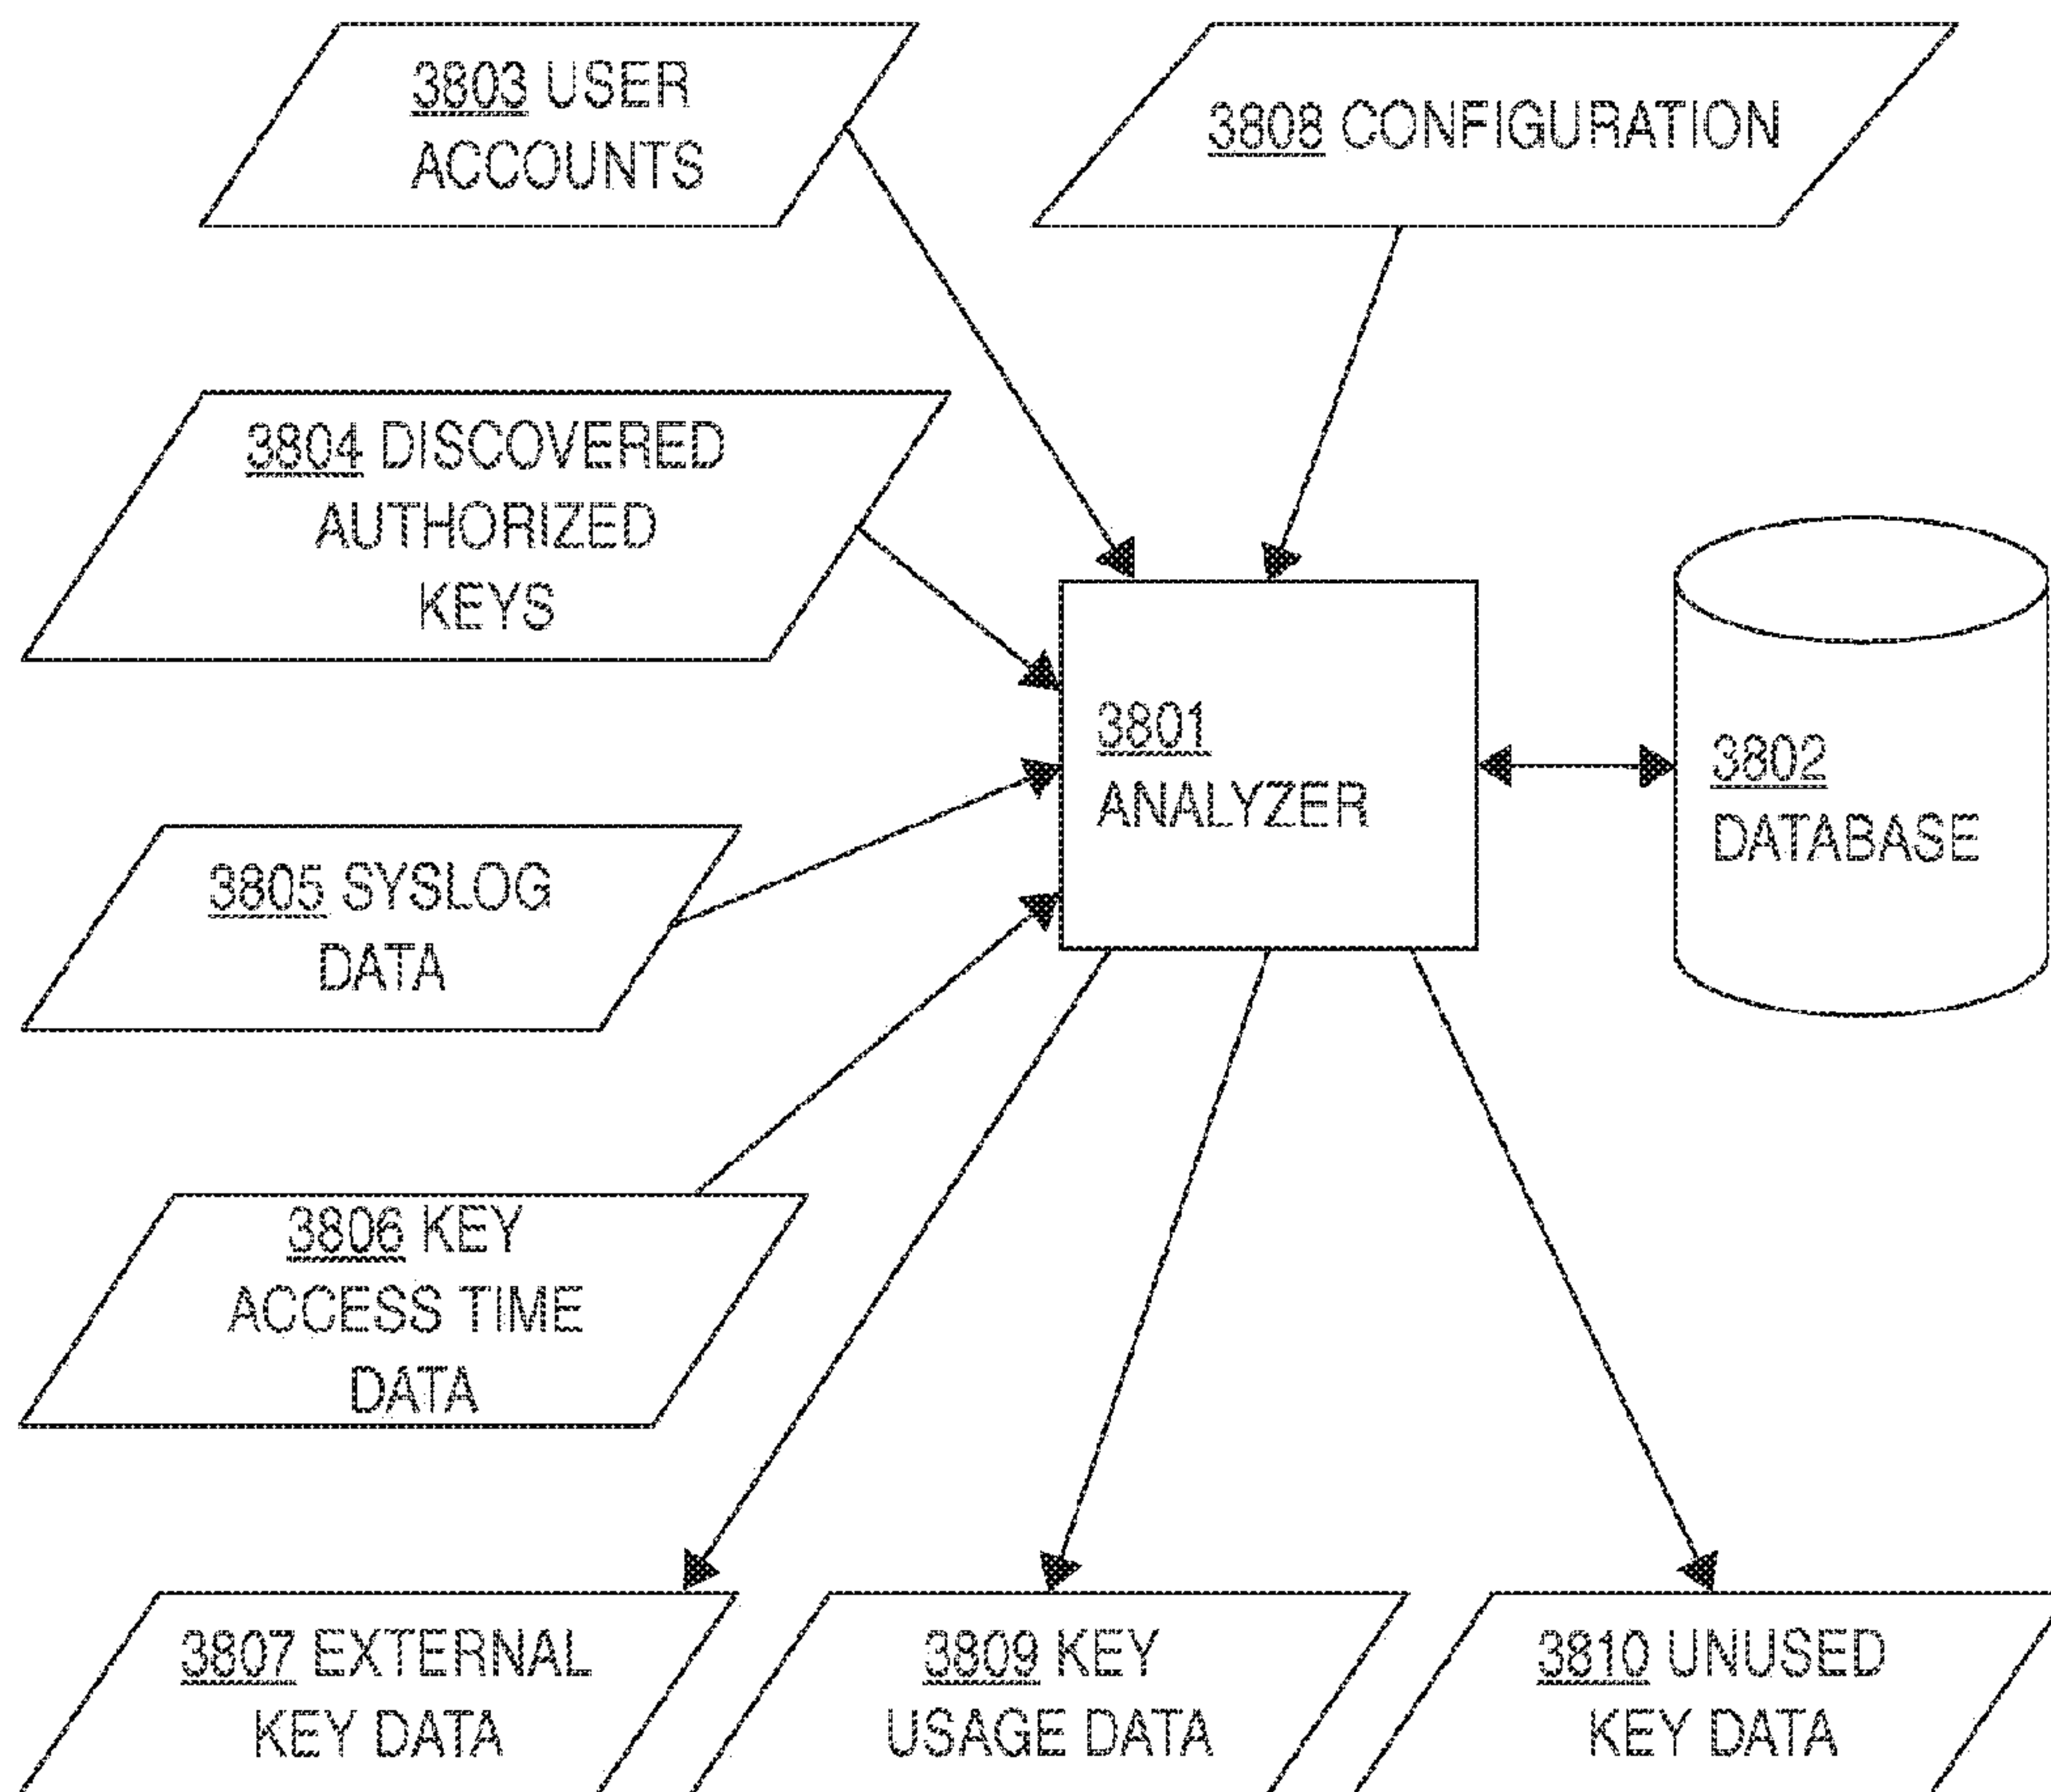 3803 USER
ACCOUNTS
3808 CONFIGURATION
3804 DISCOVERED
AUTHORIZED
KEYS
3801
ANALYZER
3802
DATABASE
3805 SYSLOG
DATA
3806 KEY
ACCESS TIME
DATA
3807 EXTERNAL
KEY DATA
3809 KEY
USAGE DATA
3810 UNUSED
KEY DATA